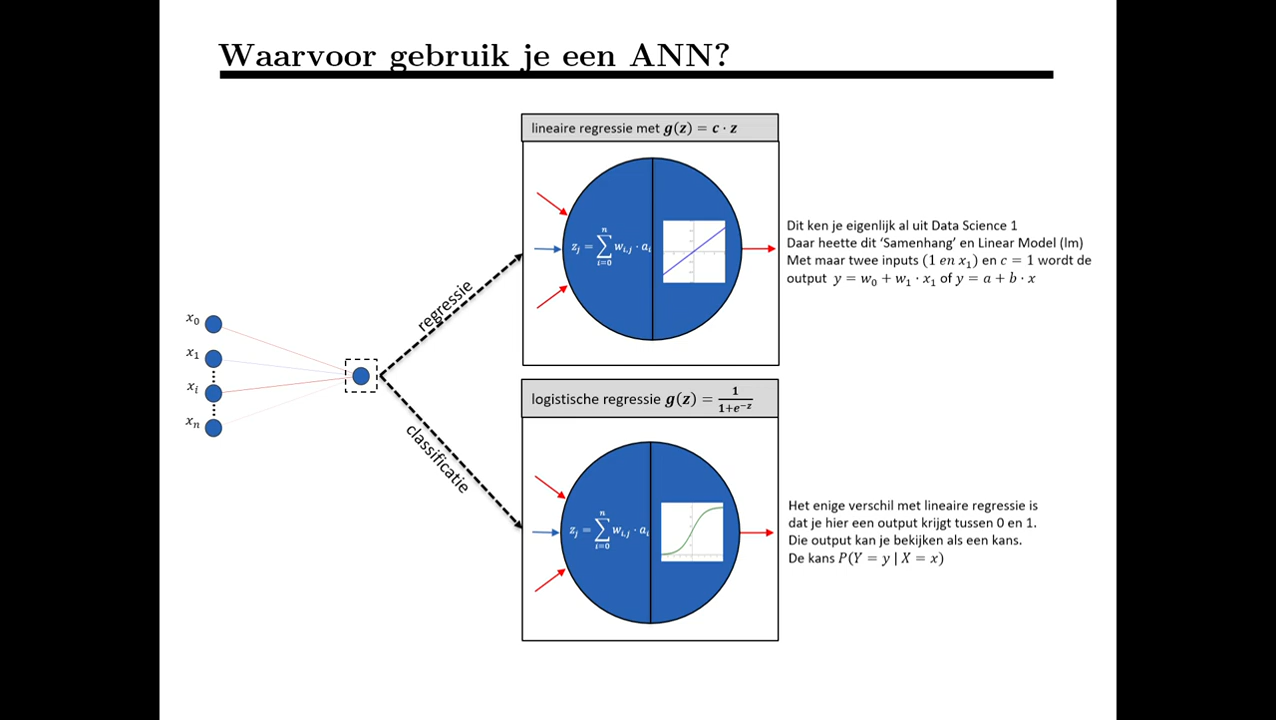 Waarvoor gebruik je een ANN?
lineaire regressie met g(z) = c · z
z_j = \sum_{i=0}^{n} w_{i,j} · a_i
Dit ken je eigenlijk al uit Data Science 1
Daar heette dit ‘Samenhang’ en Linear Model (lm)
Met maar twee inputs (1 en x₁) en c = 1 wordt de
output y = w₀ + w₁ · x₁ of y = a + b · x
regressie
x₀
x₁
xᵢ
xₙ
classificatie
logistische regressie g(z) = \frac{1}{1+e^{-z}}
z_j = \sum_{i=0}^{n} w_{i,j} · a_i
Het enige verschil met lineaire regressie is
dat je hier een output krijgt tussen 0 en 1.
Die output kan je bekijken als een kans.
De kans P(Y = y | X = x)